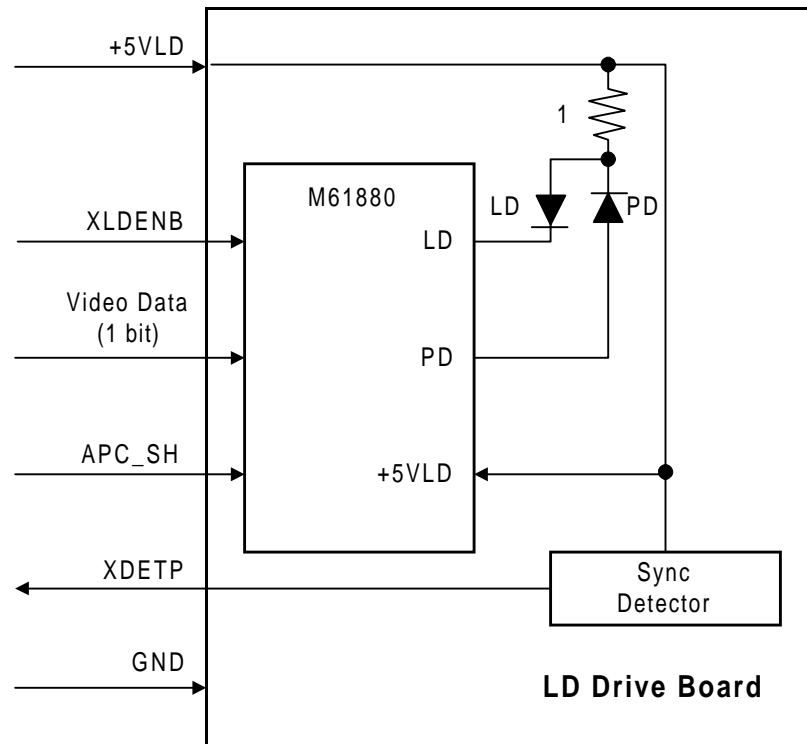 +5VLD
1
M61880
LD
PD
XLDENB
LD
Video Data
(1 bit)
PD
APC_SH
+5VLD
XDETP
Sync
Detector
GND
LD Drive Board